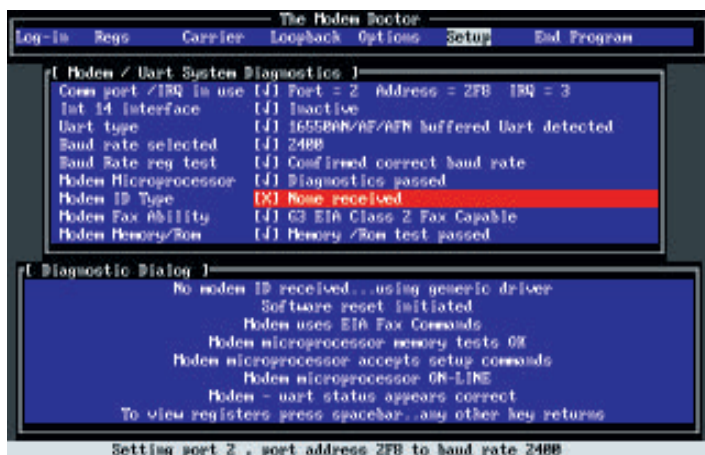 The Modem Doctor
Log-in Regs Carrier Loopback Options Setup End Program
[ Modem / Uart System Diagnostics ]
Comm port /IRQ in use [√] Port = 2 Address = 2F8 IRQ = 3
Int 14 interface [√] Inactive
Uart type [√] 16550AN/AF/AFN buffered Uart detected
Baud rate selected [√] 2400
Baud Rate reg test [√] Confirmed correct baud rate
Modem Microprocessor [√] Diagnostics passed
Modem ID Type [X] None received
Modem Fax Ability [√] G3 EIA Class 2 Fax Capable
Modem Memory/Rom [√] Memory /Rom test passed
[ Diagnostic Dialog ]
No modem ID received...using generic driver
Software reset initiated
Modem uses EIA Fax Commands
Modem microprocessor memory tests OK
Modem microprocessor accepts setup commands
Modem microprocessor ON-LINE
Modem - uart status appears correct
To view registers press spacebar..any other key returns
Setting port 2 , port address 2F8 to baud rate 2400